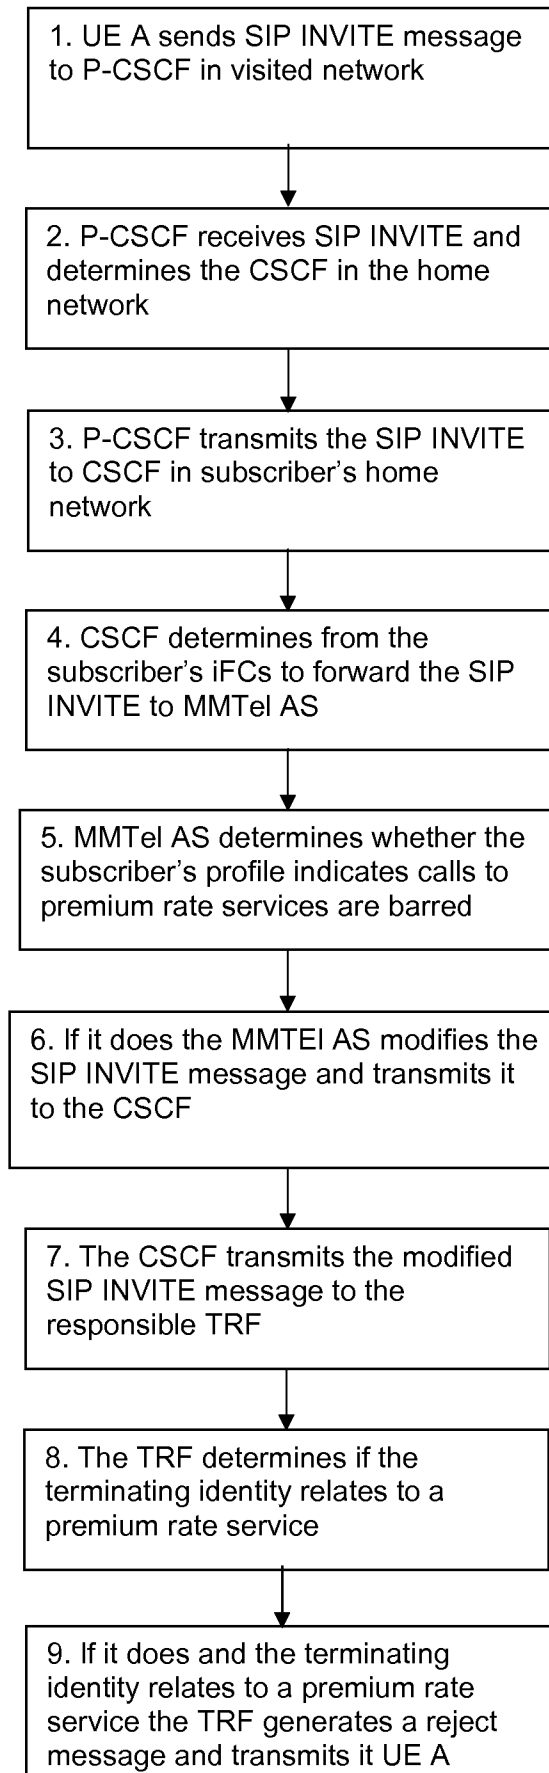 1. UE A sends SIP INVITE message
to P-CSCF in visited network
2. P-CSCF receives SIP INVITE and
determines the CSCF in the home
network
3. P-CSCF transmits the SIP INVITE
to CSCF in subscriber’s home
network
4. CSCF determines from the
subscriber’s iFCs to forward the SIP
INVITE to MMTel AS
5. MMTel AS determines whether the
subscriber’s profile indicates calls to
premium rate services are barred
6. If it does the MMTEl AS modifies the
SIP INVITE message and transmits it
to the CSCF
7. The CSCF transmits the modified
SIP INVITE message to the
responsible TRF
8. The TRF determines if the
terminating identity relates to a
premium rate service
9. If it does and the terminating
identity relates to a premium rate
service the TRF generates a reject
message and transmits it UE A